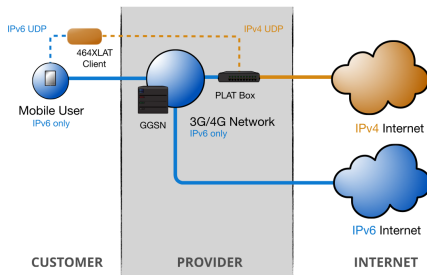 IPv6 UDP
464XLAT
Client
IPv4 UDP
Mobile User
IPv6 only
GGSN
3G/4G Network
IPv6 only
PLAT Box
IPv4 Internet
IPv6 Internet
CUSTOMER
PROVIDER
INTERNET